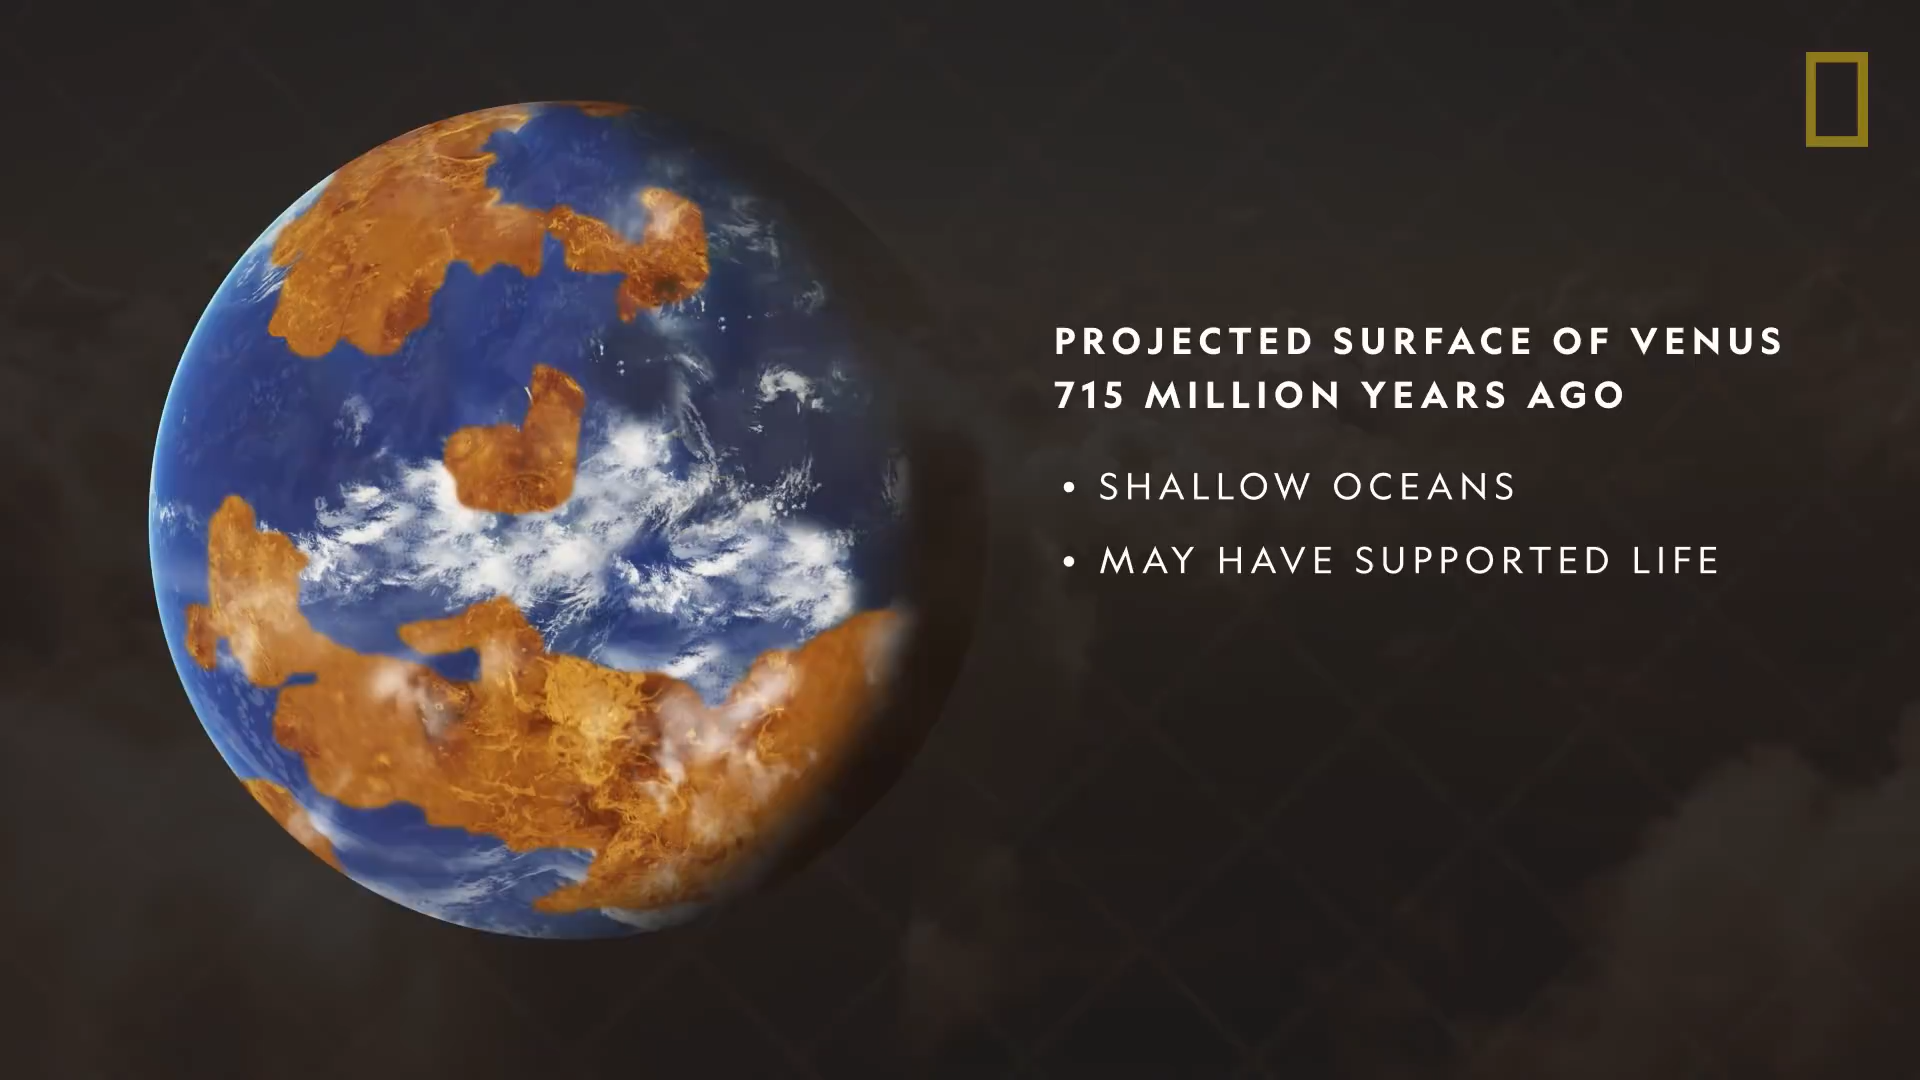 PROJECTED SURFACE OF VENUS
715 MILLION YEARS AGO
• SHALLOW OCEANS
• MAY HAVE SUPPORTED LIFE